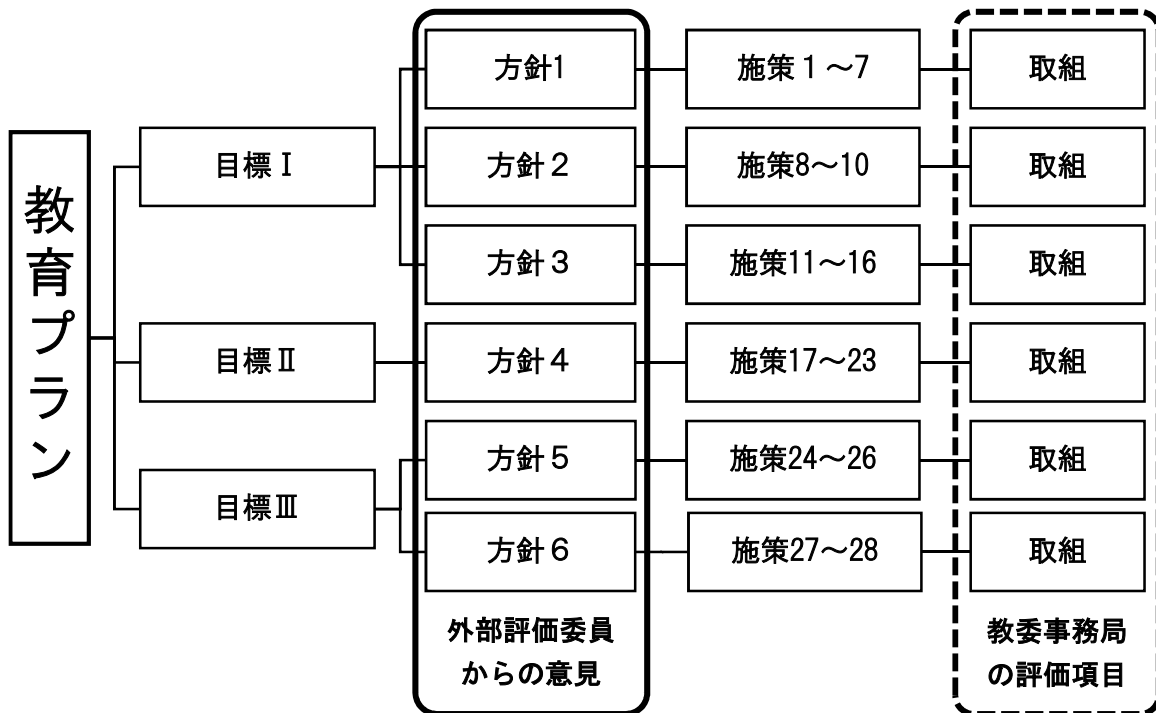 教育プラン
目標Ⅰ
目標Ⅱ
目標Ⅲ
方針1
施策１～7
取組
方針２
施策8～10
取組
方針３
施策11～16
取組
方針４
施策17～23
取組
方針５
施策24～26
取組
方針６
施策27～28
取組
外部評価委員
からの意見
教委事務局
の評価項目